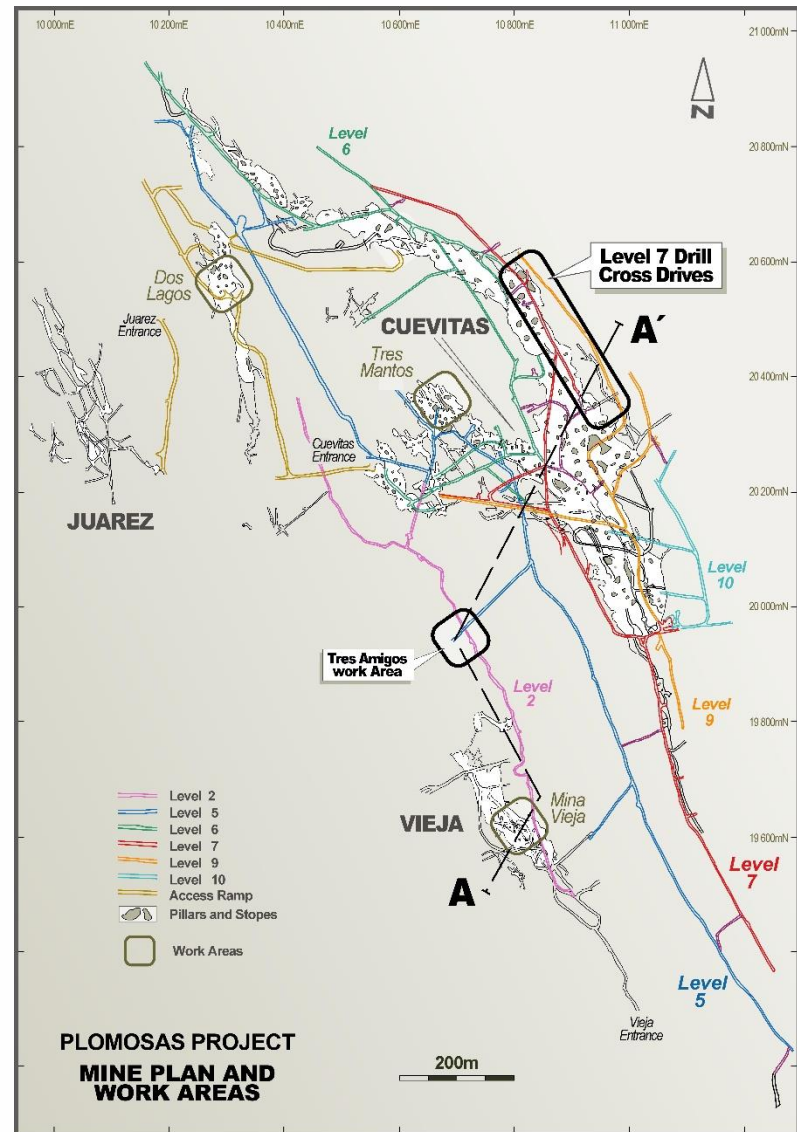 10 000mE
10 200mE
10 400mE
10 600mE
10 800mE
11 000mE
21 000mN
N
Level
6
20 800mN
Level 7 Drill
Cross Drives
20 600mN
Dos
Lagos
Juarez
Entrance
CUEVITAS
A´
Tres
Mantos
20 400mN
Cuevitas
Entrance
20 200mN
JUAREZ
Level
10
20 000mN
Tres Amigos
work Area
Level
2
Level
9
19 800mN
Level 2
Level 5
Level 6
Level 7
Level 9
Level 10
Access Ramp
Pillars and Stopes
Work Areas
VIEJA
Mina
Vieja
19 600mN
A
Level
7
Level
5
Vieja
Entrance
PLOMOSAS PROJECT
MINE PLAN AND
WORK AREAS
200m